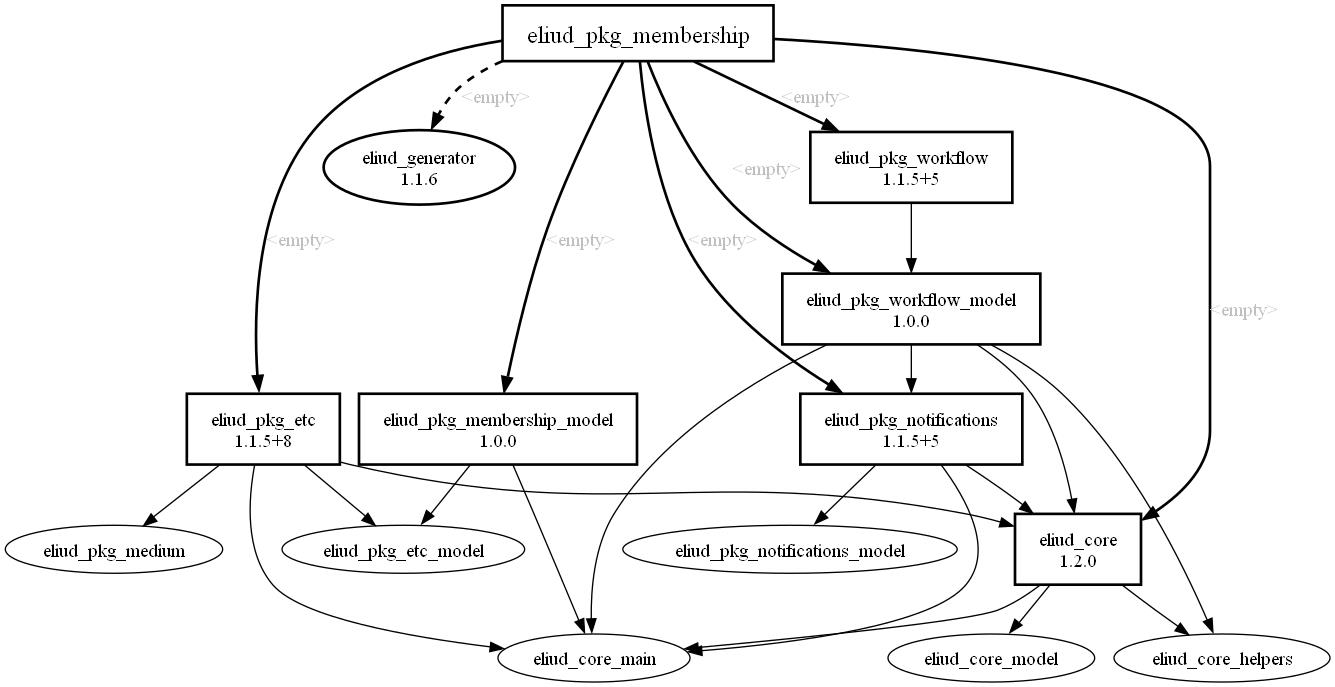 eliud_pkg_membership
<empty>
<empty>
eliud_generator
1.1.6
eliud_pkg_workflow
1.1.5+5
<empty>
<empty>
<empty>
<empty>
eliud_pkg_workflow_model
1.0.0
<empty>
eliud_pkg_etc
1.1.5+8
eliud_pkg_membership_model
1.0.0
eliud_pkg_notifications
1.1.5+5
eliud_pkg_medium
eliud_pkg_etc_model
eliud_pkg_notifications_model
eliud_core
1.2.0
eliud_core_main
eliud_core_model
eliud_core_helpers